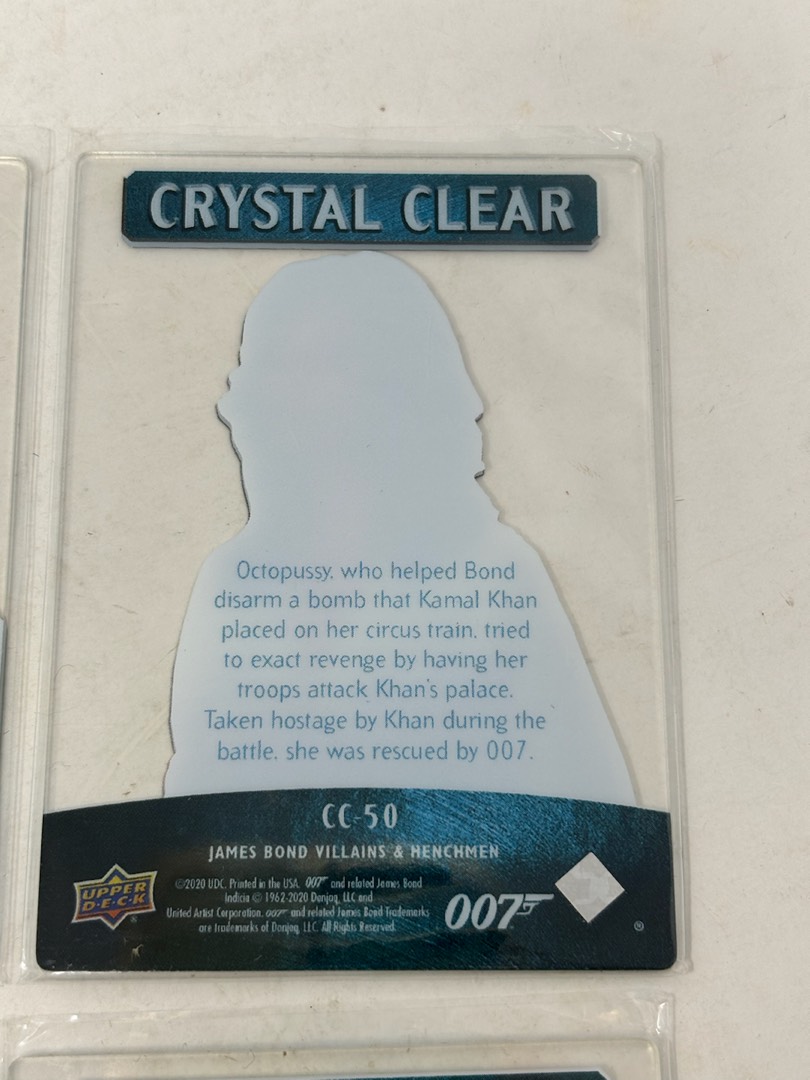 CRYSTAL CLEAR
Octopussy, who helped Bond
disarm a bomb that Kamal Khan
placed on her circus train, tried
to exact revenge by having her
troops attack Khan's palace.
Taken hostage by Khan during the
battle, she was rescued by 007.
CC-50
JAMES BOND VILLAINS & HENCHMEN
UPPER
D·E·C·K
©2020 UDC. Printed in the USA. 007 and related James Bond
Indicia © 1962-2020 Danjaq, LLC and
United Artist Corporation. 007 and related James Bond Trademarks
are trademarks of Danjaq, LLC. All Rights Reserved.
007
®